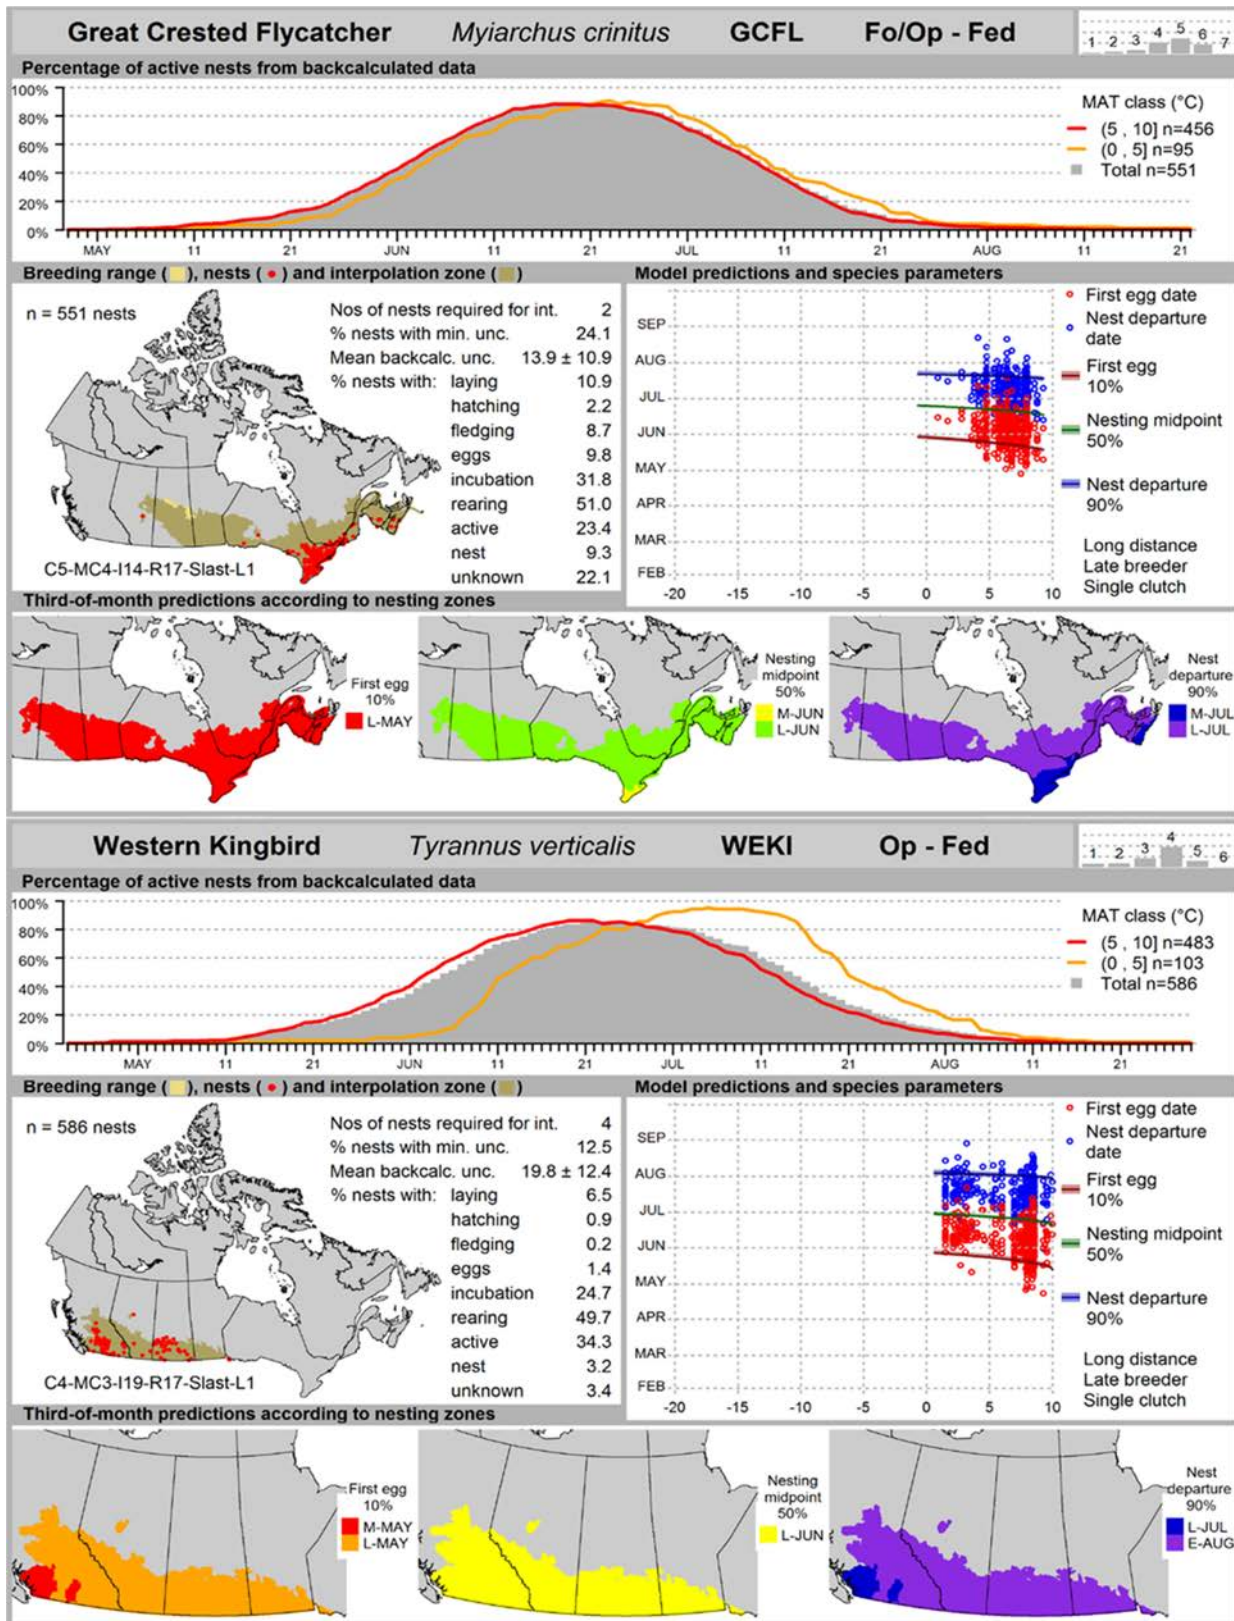 Great Crested Flycatcher Myiarchus crinitus GCFL Fo/Op - Fed
1 2 3 4 5 6 7
Percentage of active nests from backcalculated data
100%
80%
60%
40%
20%
0%
MAY 11 21 JUN 11 21 JUL 11 21 AUG 11 21
MAT class (°C)
(5 , 10] n=456
(0 , 5] n=95
Total n=551
Breeding range ( ), nests ( ) and interpolation zone ( )
n = 551 nests
Nos of nests required for int. 2
% nests with min. unc. 24.1
Mean backcalc. unc. 13.9 ± 10.9
% nests with: laying 10.9
hatching 2.2
fledging 8.7
eggs 9.8
incubation 31.8
rearing 51.0
active 23.4
nest 9.3
unknown 22.1
C5-MC4-I14-R17-Slast-L1
Model predictions and species parameters
SEP
AUG
JUL
JUN
MAY
APR
MAR
FEB
-20 -15 -10 -5 0 5 10
First egg date
Nest departure
date
First egg
10%
Nesting midpoint
50%
Nest departure
90%
Long distance
Late breeder
Single clutch
Third-of-month predictions according to nesting zones
First egg
10%
L-MAY
Nesting
midpoint
50%
M-JUN
L-JUN
Nest
departure
90%
M-JUL
L-JUL
Western Kingbird Tyrannus verticalis WEKI Op - Fed
1 2 3 4 5 6
Percentage of active nests from backcalculated data
100%
80%
60%
40%
20%
0%
MAY 11 21 JUN 11 21 JUL 11 21 AUG 11 21
MAT class (°C)
(5 , 10] n=483
(0 , 5] n=103
Total n=586
Breeding range ( ), nests ( ) and interpolation zone ( )
n = 586 nests
Nos of nests required for int. 4
% nests with min. unc. 12.5
Mean backcalc. unc. 19.8 ± 12.4
% nests with: laying 6.5
hatching 0.9
fledging 0.2
eggs 1.4
incubation 24.7
rearing 49.7
active 34.3
nest 3.2
unknown 3.4
C4-MC3-I19-R17-Slast-L1
Model predictions and species parameters
SEP
AUG
JUL
JUN
MAY
APR
MAR
FEB
-20 -15 -10 -5 0 5 10
First egg date
Nest departure
date
First egg
10%
Nesting midpoint
50%
Nest departure
90%
Long distance
Late breeder
Single clutch
Third-of-month predictions according to nesting zones
First egg
10%
M-MAY
L-MAY
Nesting
midpoint
50%
L-JUN
Nest
departure
90%
L-JUL
E-AUG